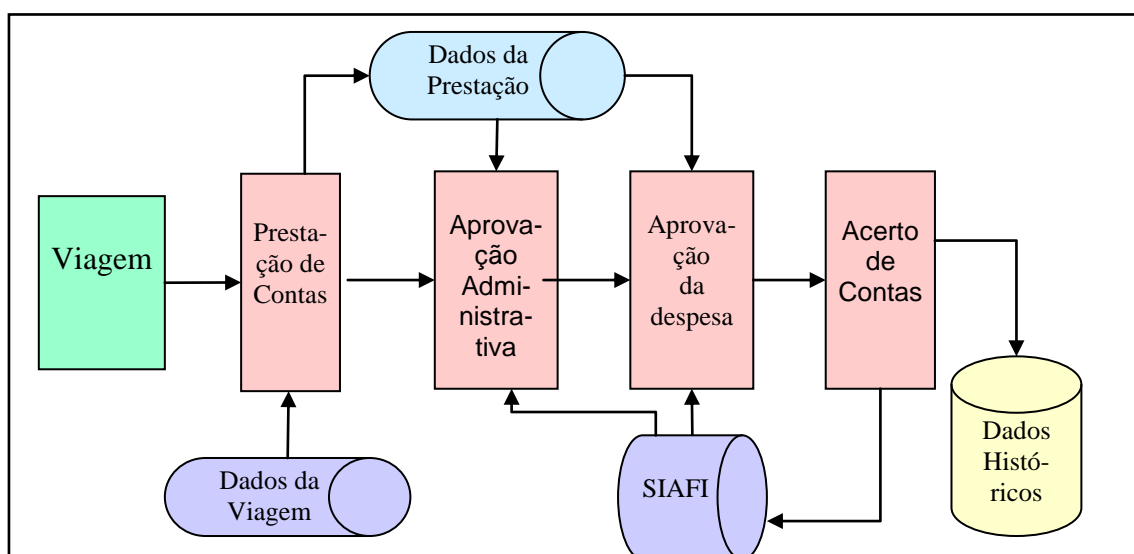 Dados da
Prestação
Viagem
Presta-
ção de
Contas
Aprova-
ção
Admi-
nistra-
tiva
Aprova-
ção
da
despesa
Acerto
de
Contas
Dados da
Viagem
SIAFI
Dados
Histó-
ricos